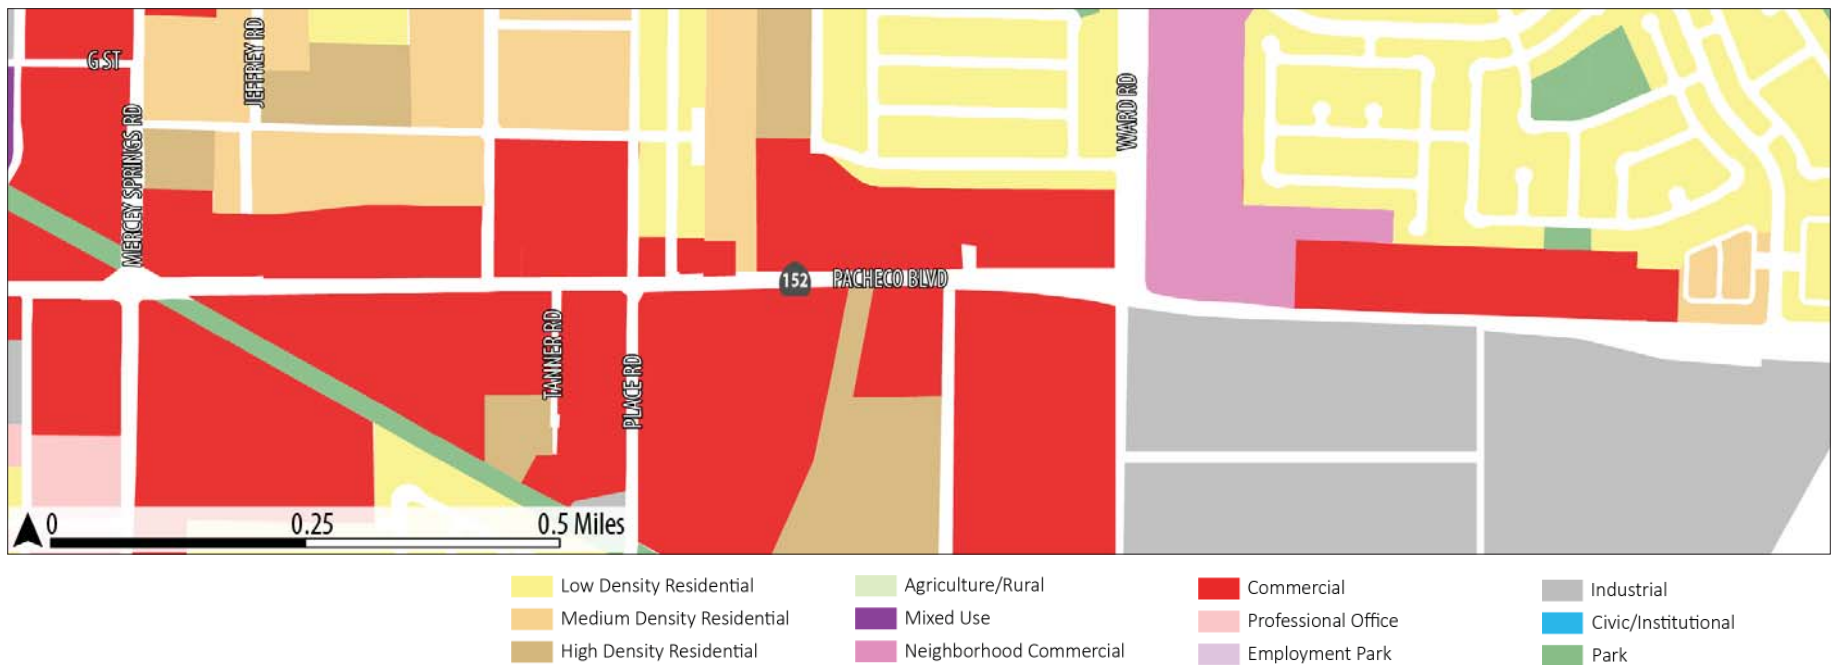 G ST
JEFFREY RD
MERCEY SPRINGS RD
WARD RD
152
PACHECO BLVD
TANNER RD
PLACE RD
0 0.25 0.5 Miles
Low Density Residential
Medium Density Residential
High Density Residential
Agriculture/Rural
Mixed Use
Neighborhood Commercial
Commercial
Professional Office
Employment Park
Industrial
Civic/Institutional
Park